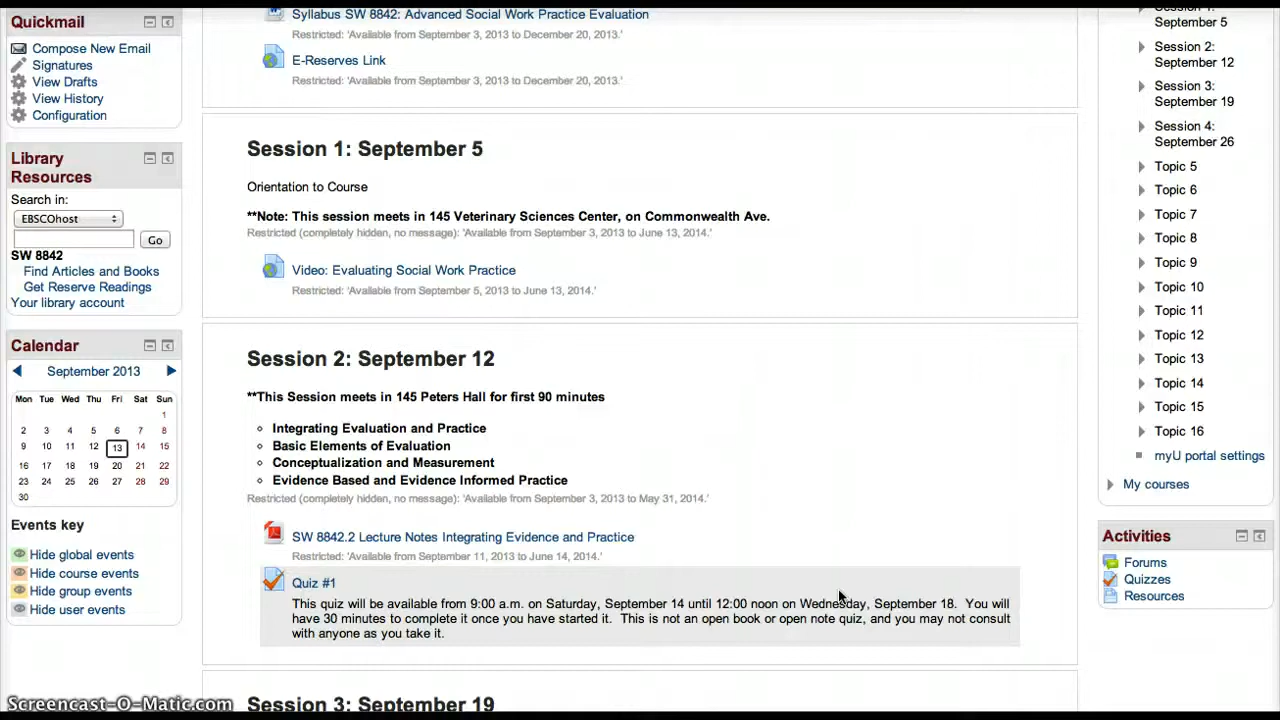 Quickmail
Compose New Email
Signatures
View Drafts
View History
Configuration
Library
Resources
Search in:
EBSCOhost
Go
SW 8842
Find Articles and Books
Get Reserve Readings
Your library account
Calendar
September 2013
Mon Tue Wed Thu Fri Sat Sun
1
2 3 4 5 6 7 8
9 10 11 12 13 14 15
16 17 18 19 20 21 22
23 24 25 26 27 28 29
30
Events key
Hide global events
Hide course events
Hide group events
Hide user events
Syllabus SW 8842: Advanced Social Work Practice Evaluation
Restricted: 'Available from September 3, 2013 to December 20, 2013.'
E-Reserves Link
Restricted: 'Available from September 3, 2013 to December 20, 2013.'
Session 1: September 5
Orientation to Course
**Note: This session meets in 145 Veterinary Sciences Center, on Commonwealth Ave.
Restricted (completely hidden, no message): 'Available from September 3, 2013 to June 13, 2014.'
Video: Evaluating Social Work Practice
Restricted: 'Available from September 5, 2013 to June 13, 2014.'
Session 2: September 12
**This Session meets in 145 Peters Hall for first 90 minutes
Integrating Evaluation and Practice
Basic Elements of Evaluation
Conceptualization and Measurement
Evidence Based and Evidence Informed Practice
Restricted (completely hidden, no message): 'Available from September 3, 2013 to May 31, 2014.'
SW 8842.2 Lecture Notes Integrating Evidence and Practice
Restricted: 'Available from September 11, 2013 to June 14, 2014.'
Quiz #1
This quiz will be available from 9:00 a.m. on Saturday, September 14 until 12:00 noon on Wednesday, September 18. You will
have 30 minutes to complete it once you have started it. This is not an open book or open note quiz, and you may not consult
with anyone as you take it.
Session 3: September 19
Session 1:
September 5
Session 2:
September 12
Session 3:
September 19
Session 4:
September 26
Topic 5
Topic 6
Topic 7
Topic 8
Topic 9
Topic 10
Topic 11
Topic 12
Topic 13
Topic 14
Topic 15
Topic 16
myU portal settings
My courses
Activities
Forums
Quizzes
Resources
Screencast-O-Matic.com